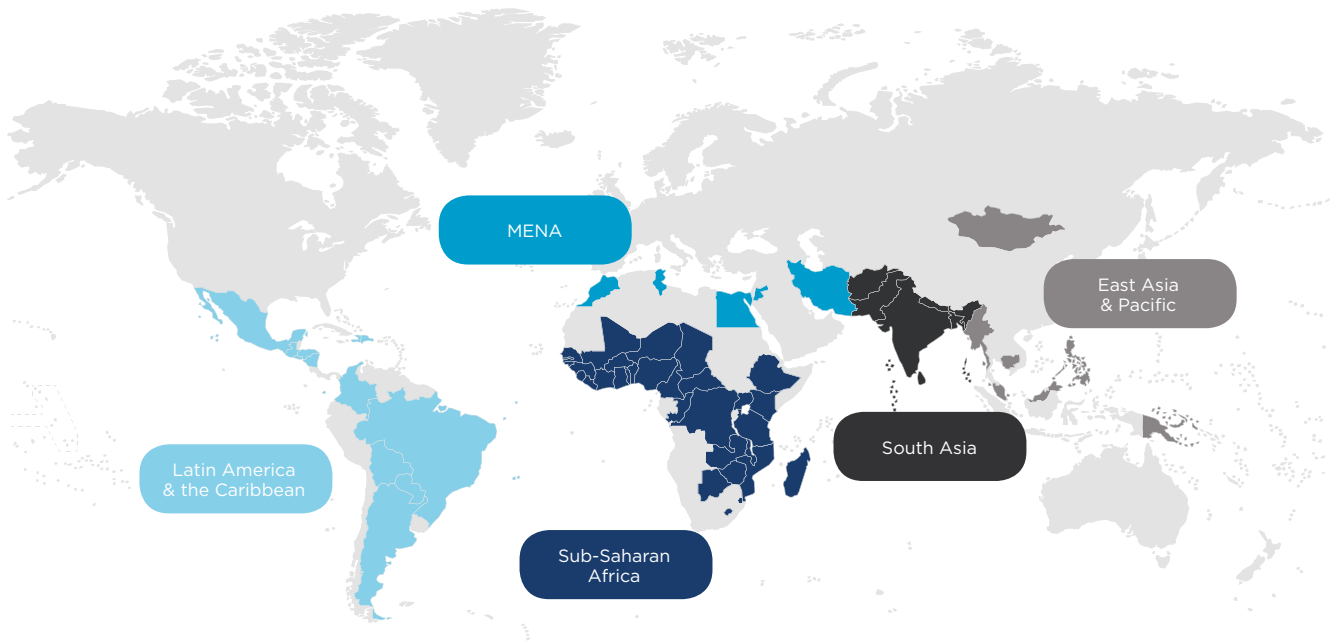 MENA
East Asia
& Pacific
South Asia
Latin America
& the Caribbean
Sub-Saharan
Africa